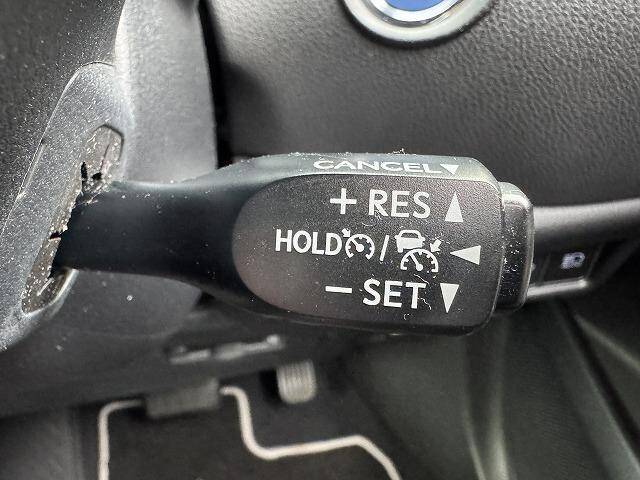 CANCEL▼
+ RES ▲
HOLD / ◀
− SET ▼